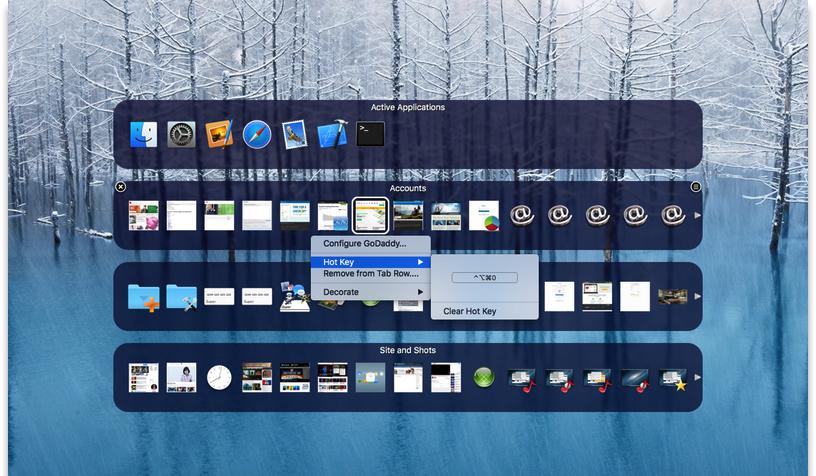 Active Applications
>_
Accounts
Configure GoDaddy...
Hot Key
Remove from Tab Row....
Decorate
^⌥⌘0
Clear Hot Key
Site and Shots